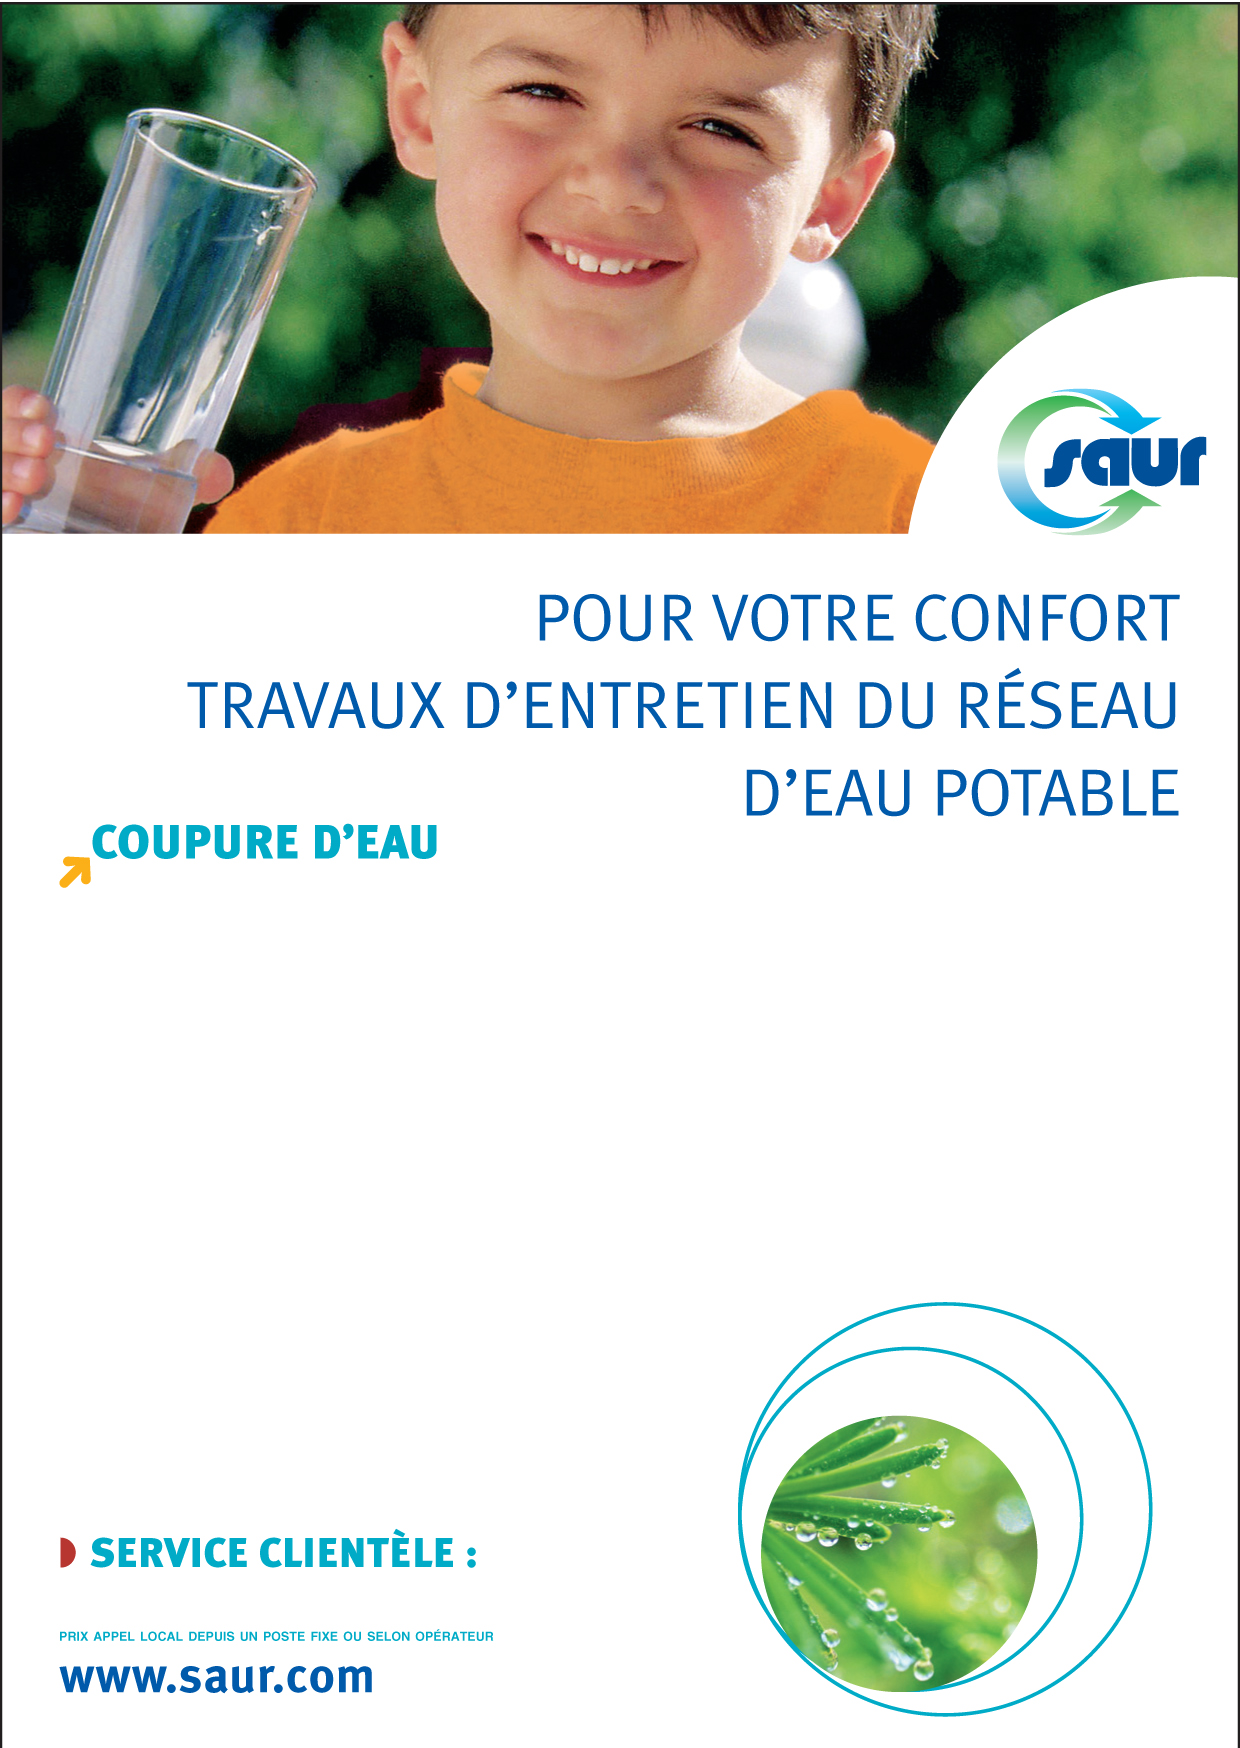 saur
POUR VOTRE CONFORT
TRAVAUX D’ENTRETIEN DU RÉSEAU
D’EAU POTABLE
COUPURE D’EAU
SERVICE CLIENTÈLE :
PRIX APPEL LOCAL DEPUIS UN POSTE FIXE OU SELON OPÉRATEUR
www.saur.com